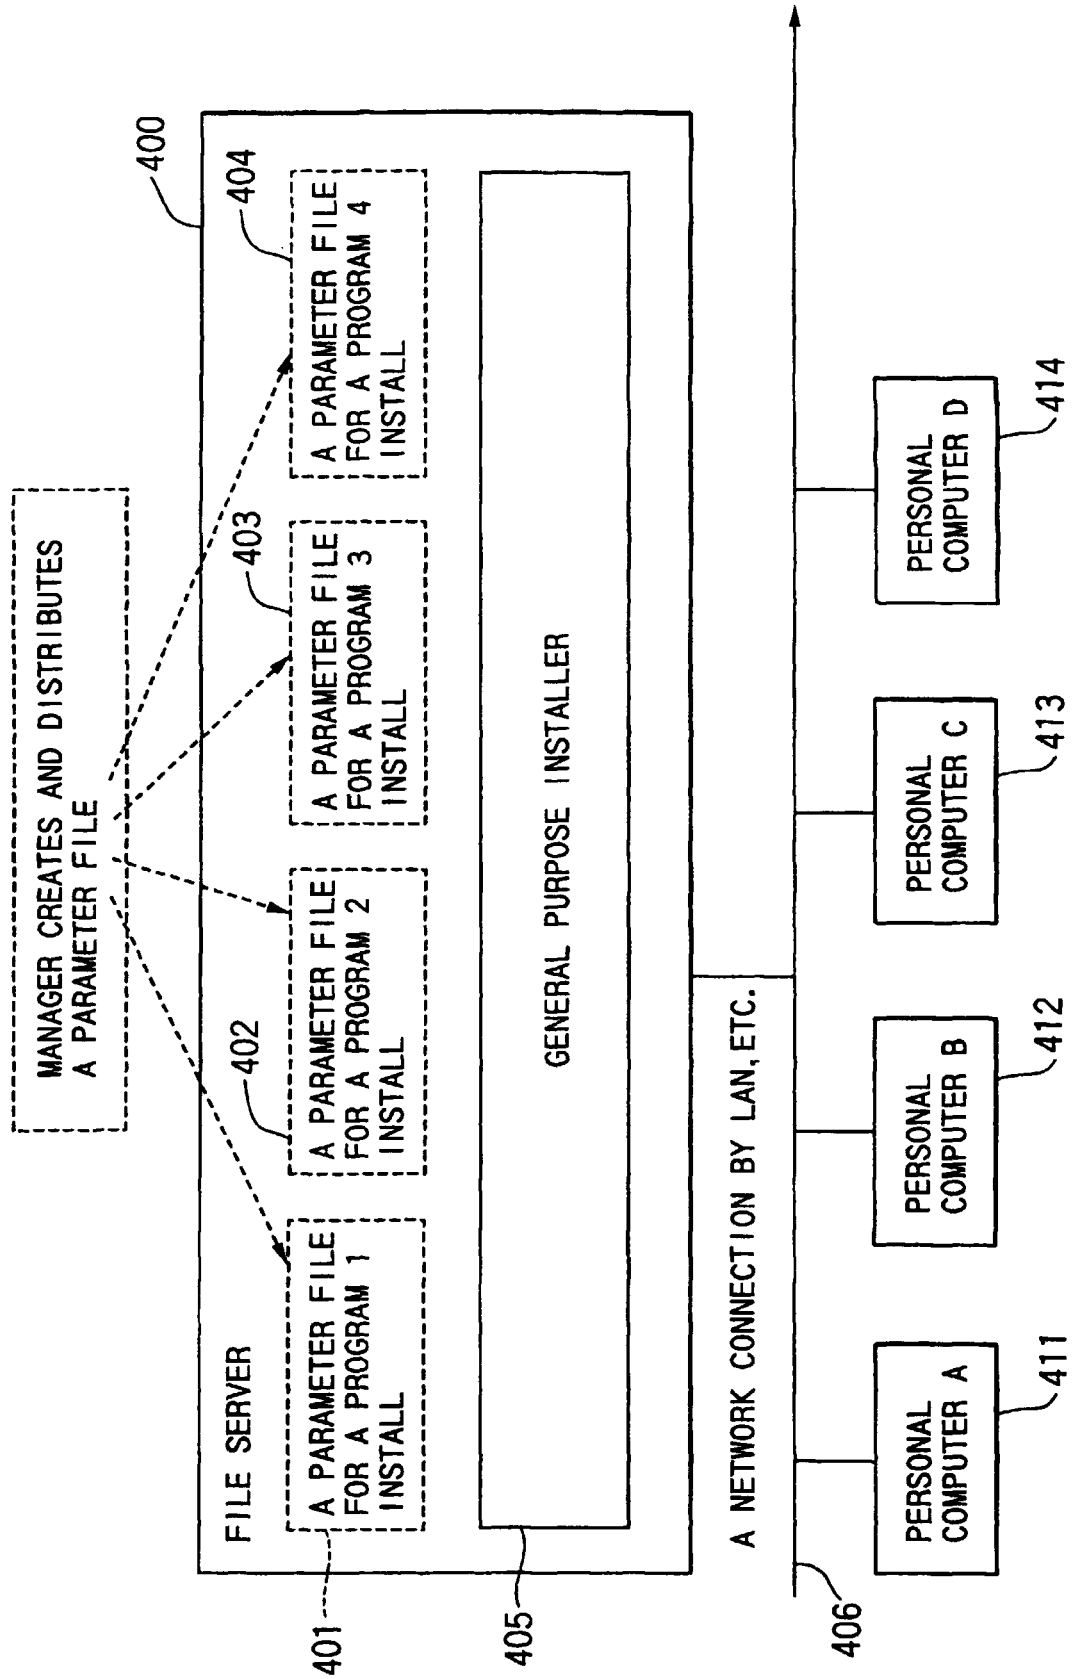 MANAGER CREATES AND DISTRIBUTES
A PARAMETER FILE
400
FILE SERVER
A PARAMETER FILE
FOR A PROGRAM 1
INSTALL
401
A PARAMETER FILE
FOR A PROGRAM 2
INSTALL
402
A PARAMETER FILE
FOR A PROGRAM 3
INSTALL
403
A PARAMETER FILE
FOR A PROGRAM 4
INSTALL
404
GENERAL PURPOSE INSTALLER
405
A NETWORK CONNECTION BY LAN,ETC.
406
PERSONAL
COMPUTER A
411
PERSONAL
COMPUTER B
412
PERSONAL
COMPUTER C
413
PERSONAL
COMPUTER D
414